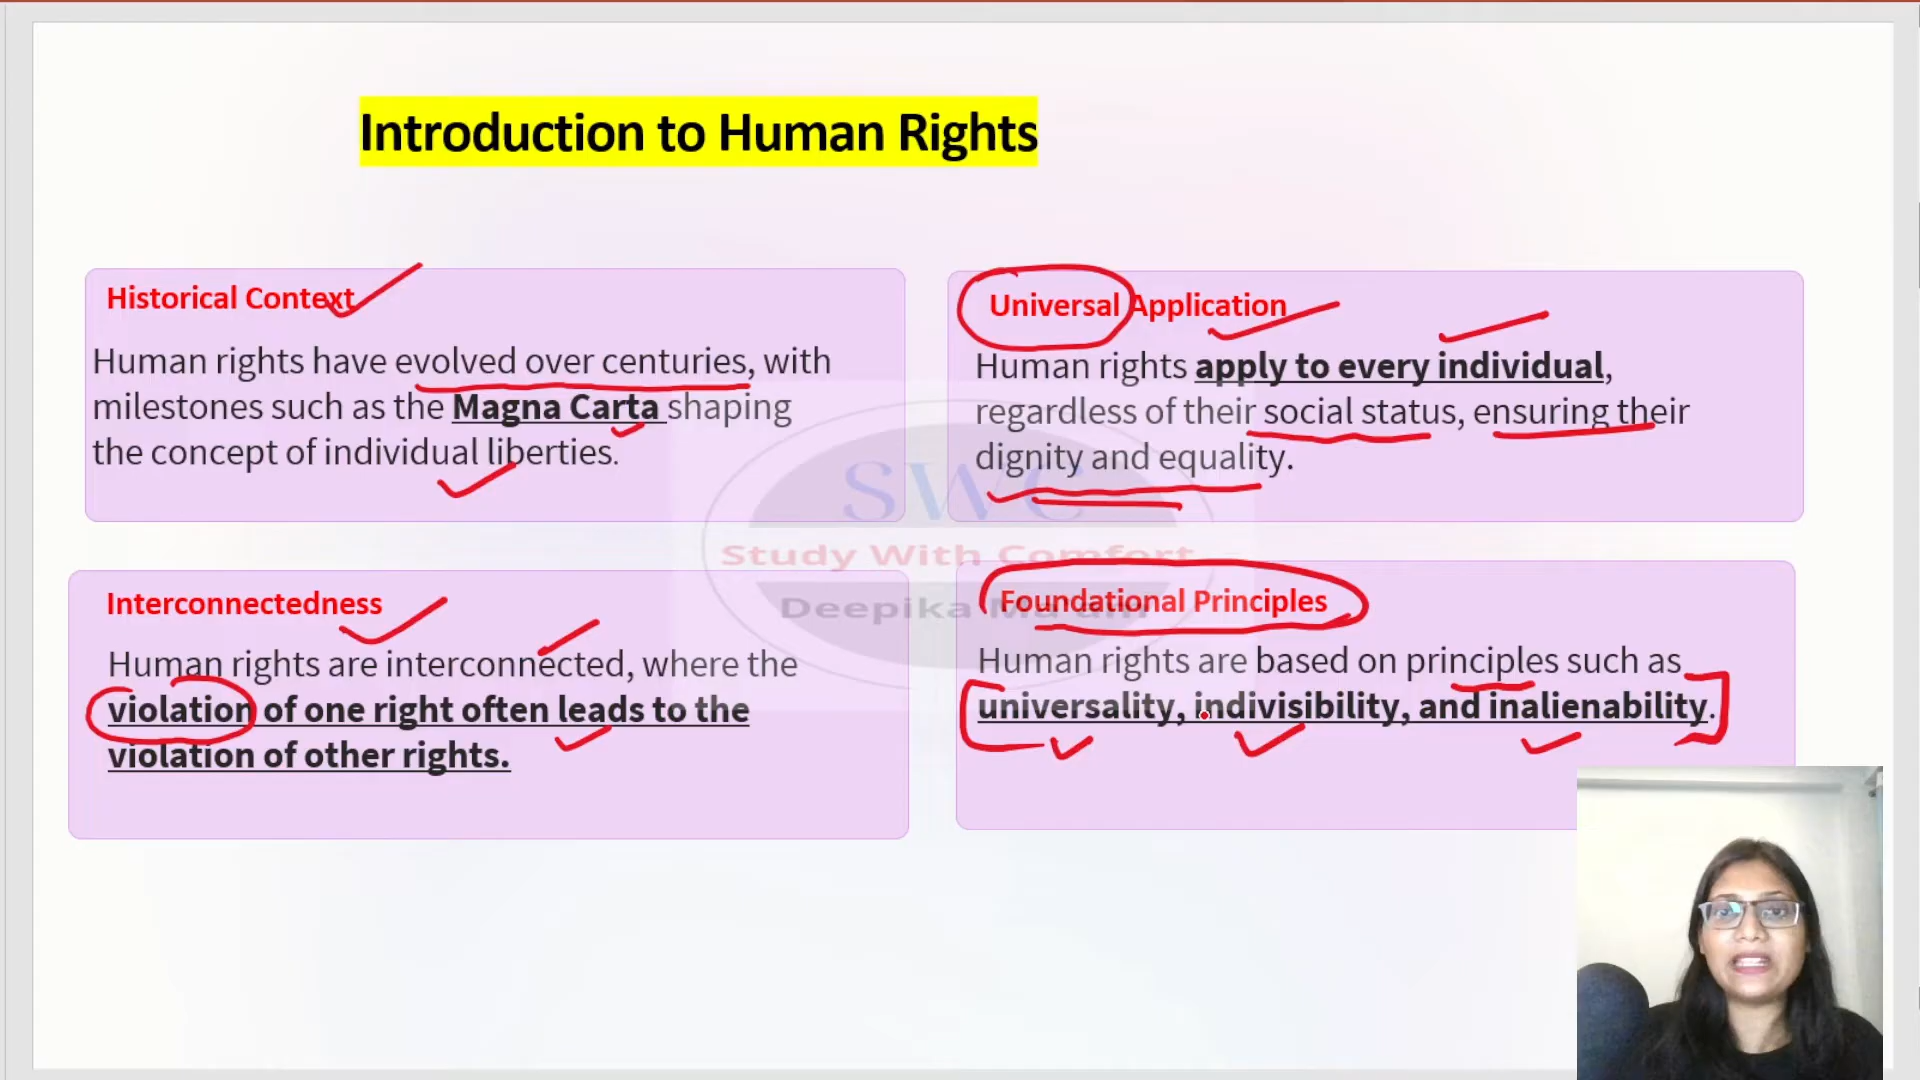 Introduction to Human Rights
Historical Context
Human rights have evolved over centuries, with
milestones such as the Magna Carta shaping
the concept of individual liberties.
Universal Application
Human rights apply to every individual,
regardless of their social status, ensuring their
dignity and equality.
SWC
Study With Comfort
Deepika Ma'am
Interconnectedness
Human rights are interconnected, where the
violation of one right often leads to the
violation of other rights.
Foundational Principles
Human rights are based on principles such as
universality, indivisibility, and inalienability.